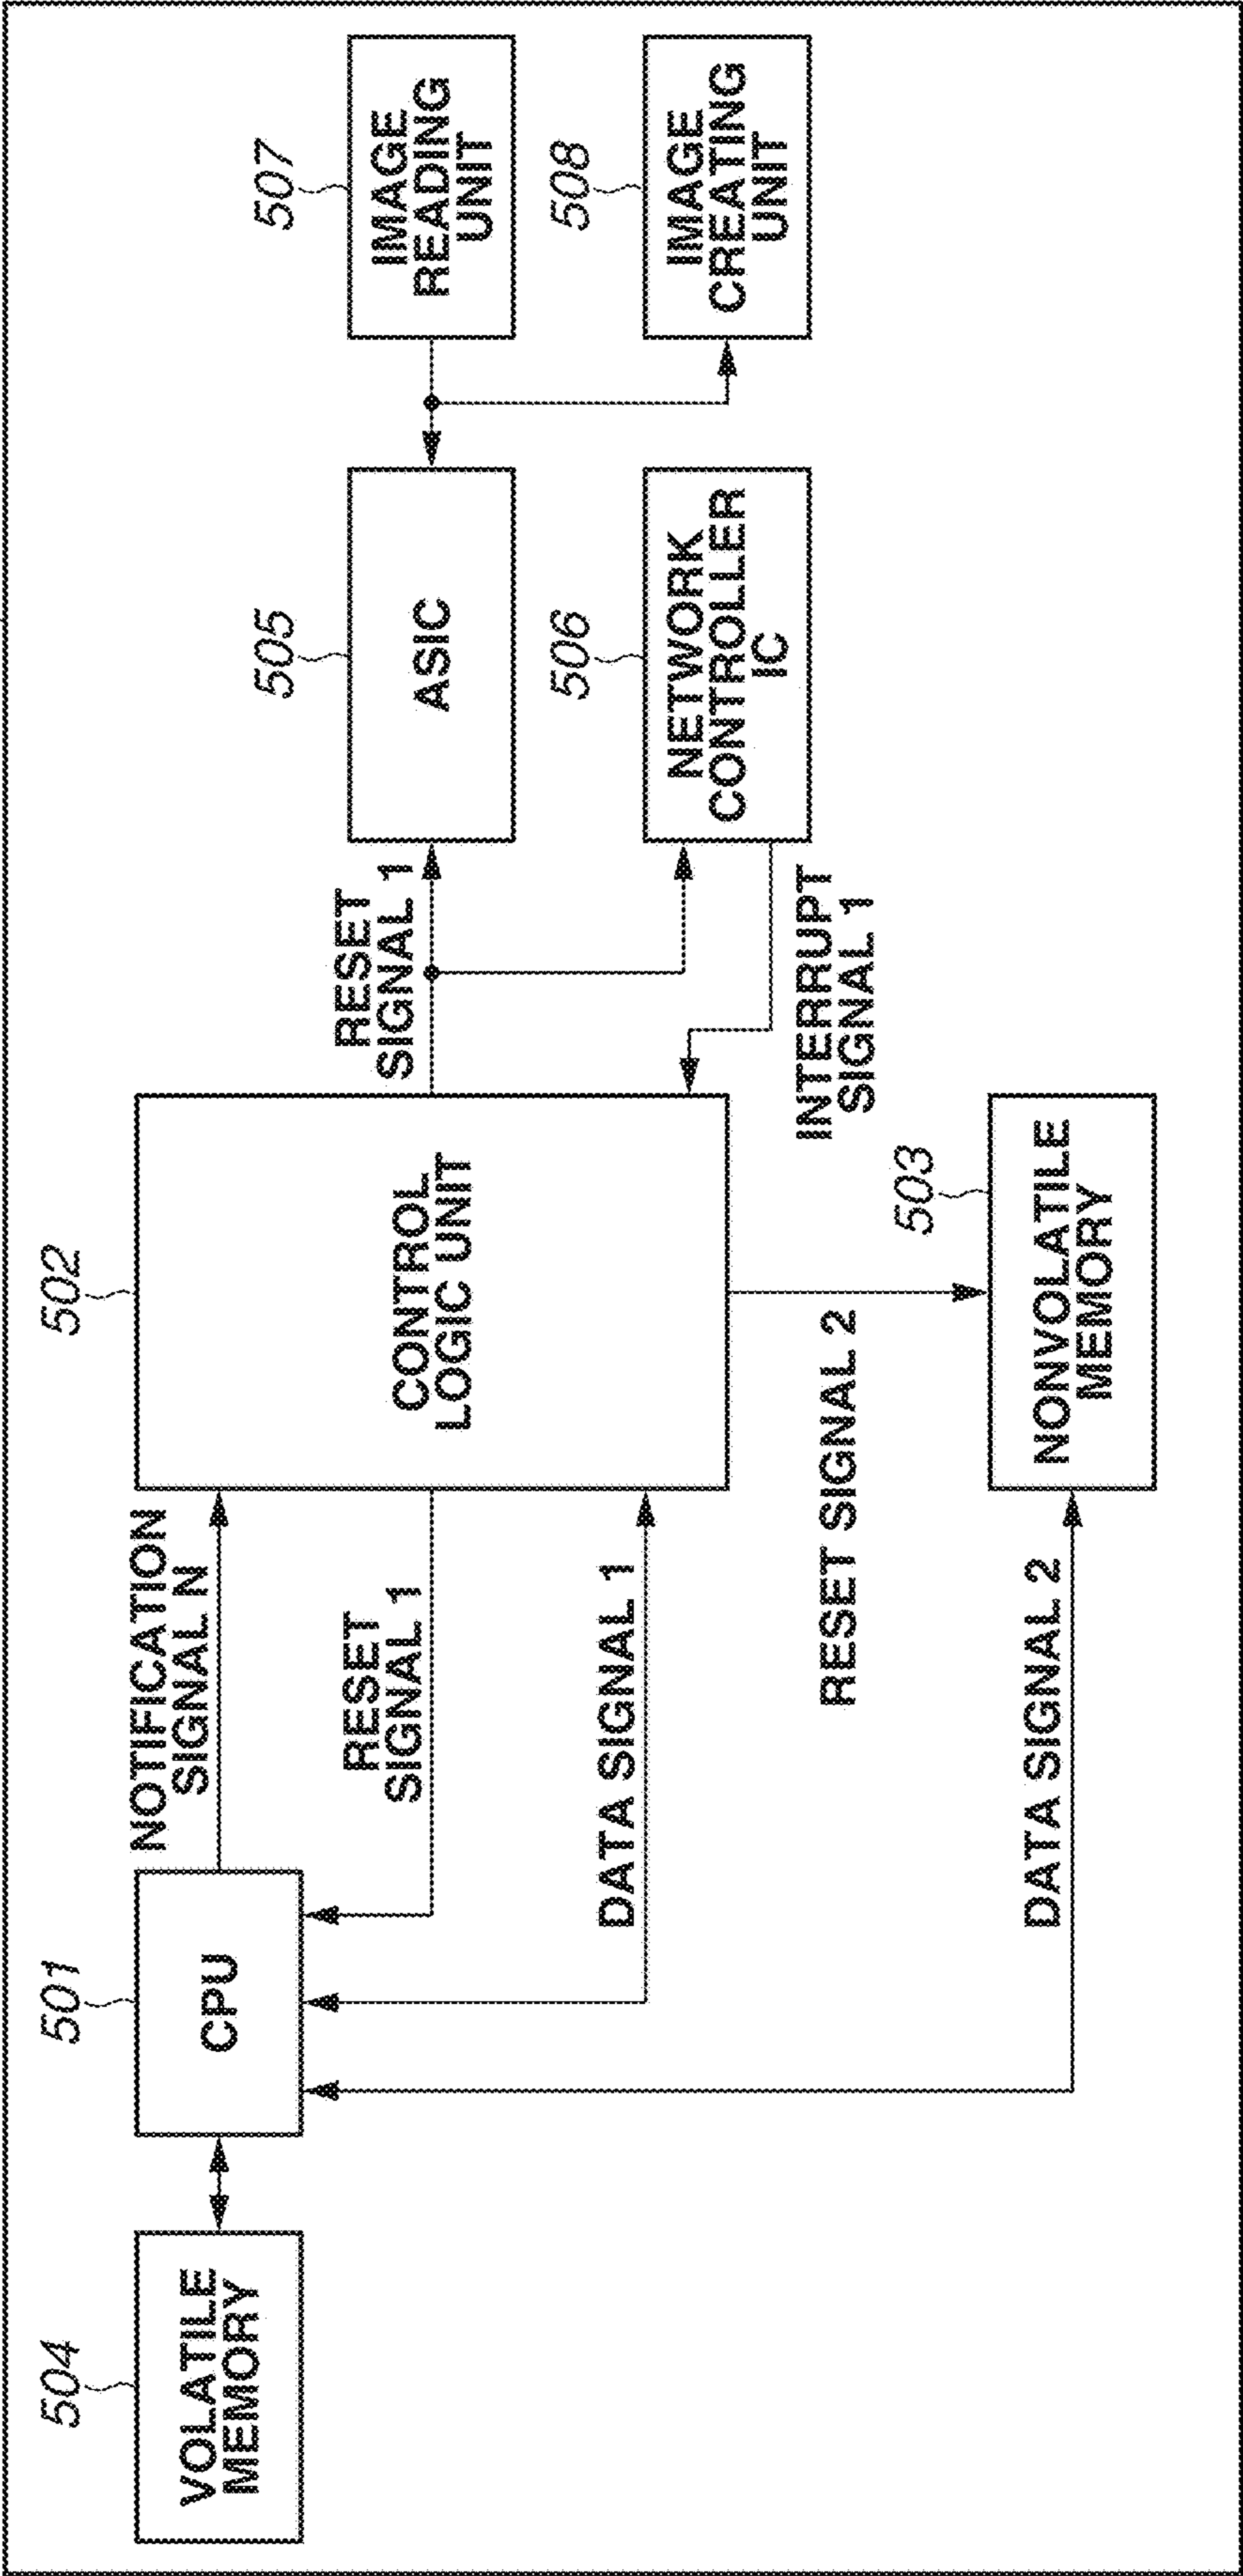 504
VOLATILE
MEMORY
501
CPU
NOTIFICATION
SIGNAL N
RESET
SIGNAL 1
DATA SIGNAL 1
DATA SIGNAL 2
502
CONTROL
LOGIC UNIT
RESET SIGNAL 2
503
NONVOLATILE
MEMORY
RESET
SIGNAL 1
INTERRUPT
SIGNAL 1
505
ASIC
506
NETWORK
CONTROLLER
IC
507
IMAGE
READING
UNIT
508
IMAGE
CREATING
UNIT